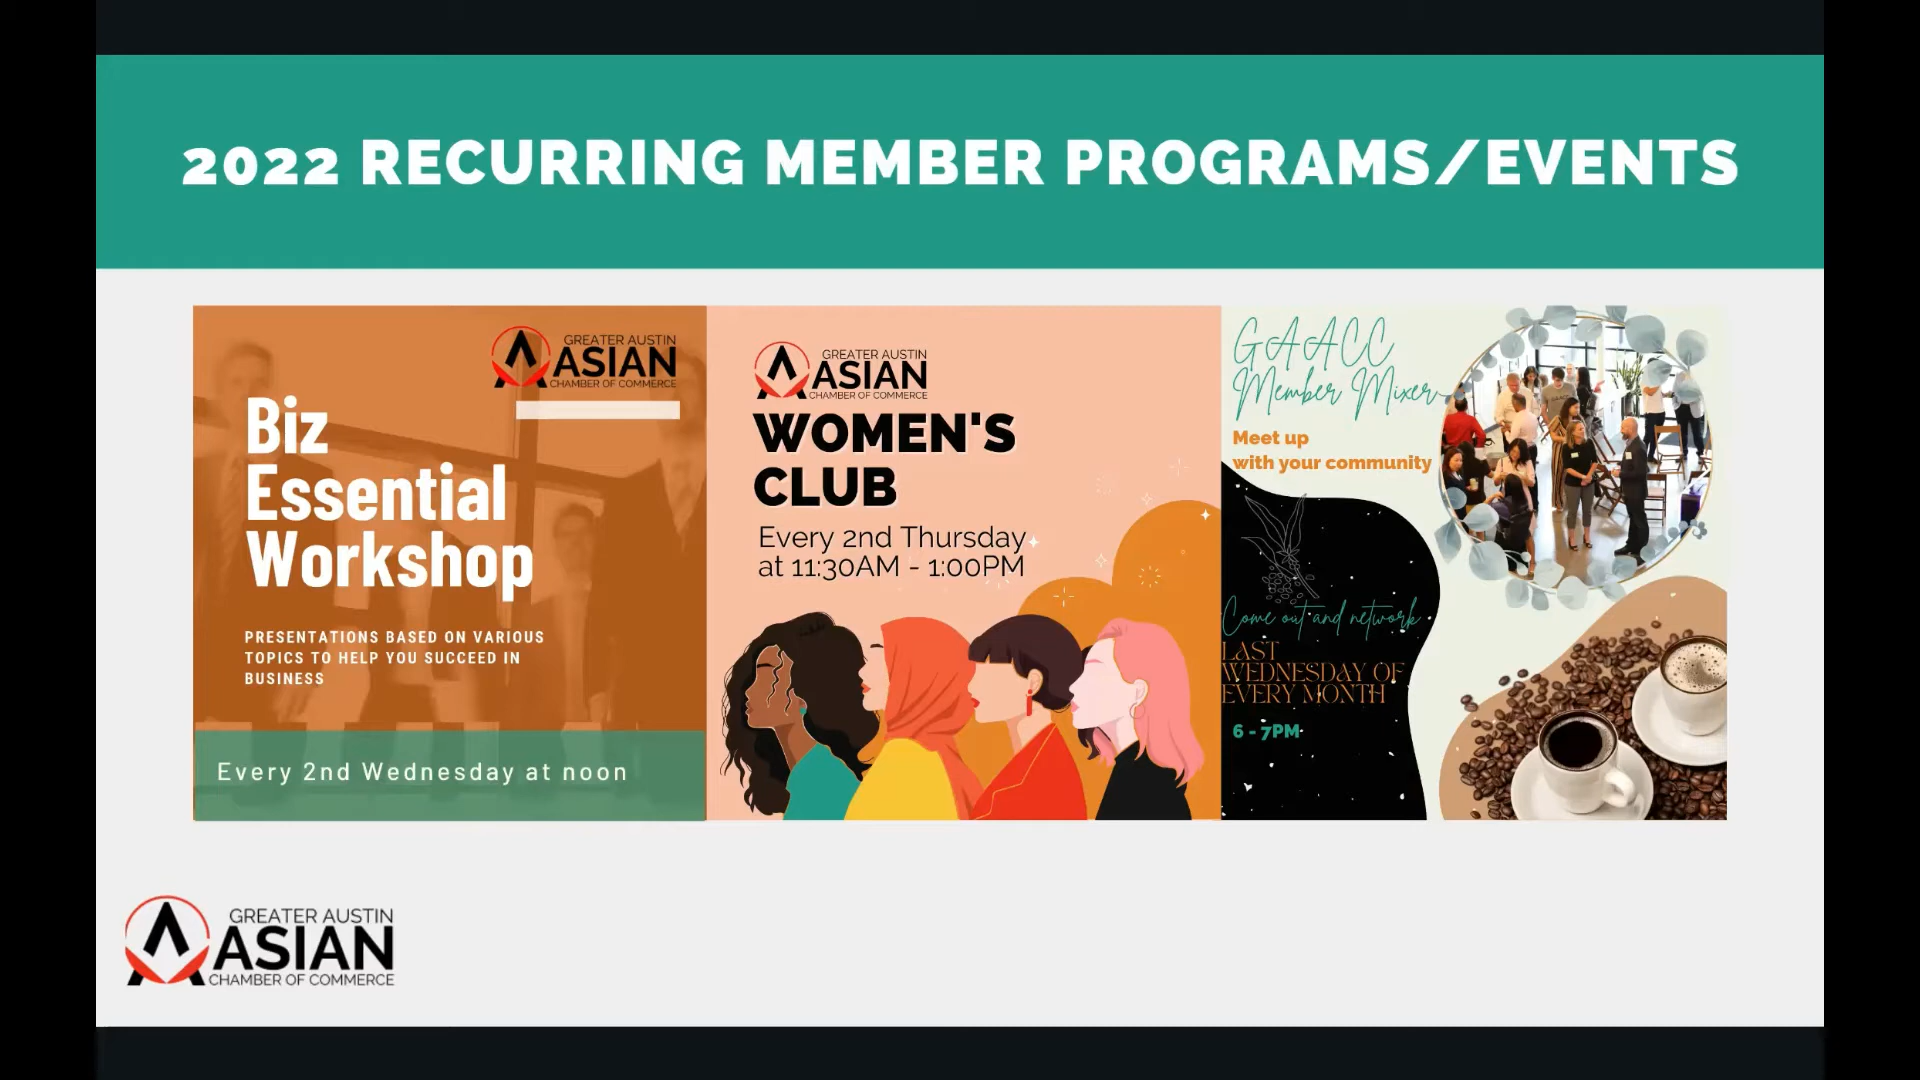 2022 RECURRING MEMBER PROGRAMS/EVENTS
GREATER AUSTIN
ASIAN
CHAMBER OF COMMERCE
Biz
Essential
Workshop
PRESENTATIONS BASED ON VARIOUS
TOPICS TO HELP YOU SUCCEED IN
BUSINESS
Every 2nd Wednesday at noon
GREATER AUSTIN
ASIAN
CHAMBER OF COMMERCE
WOMEN'S
CLUB
Every 2nd Thursday
at 11:30AM - 1:00PM
GAACC
Member Mixer
Meet up
with your community
Come out and network
LAST
WEDNESDAY OF
EVERY MONTH
6 - 7PM
GREATER AUSTIN
ASIAN
CHAMBER OF COMMERCE